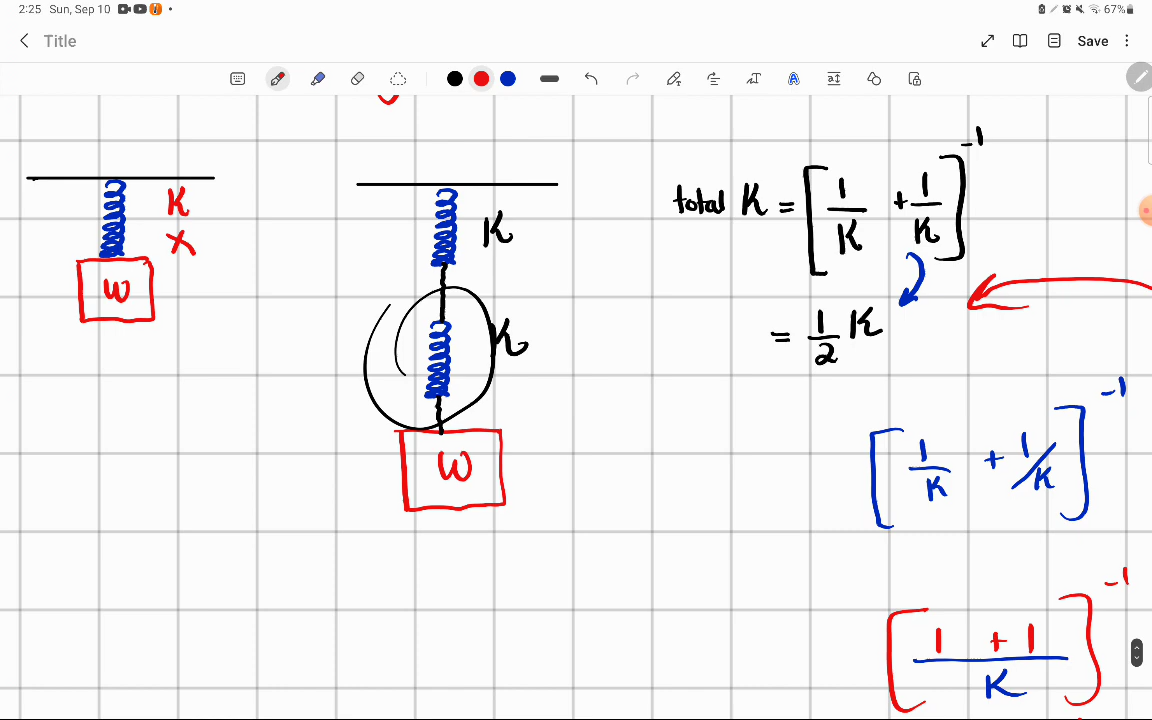 2:25 Sun, Sep 10
67%
Title
Save
K
X
W
K
K
W
total K = [1/K + 1/K]^-1
= 1/2 K
[1/K + 1/K]^-1
[1 + 1 / K]^-1